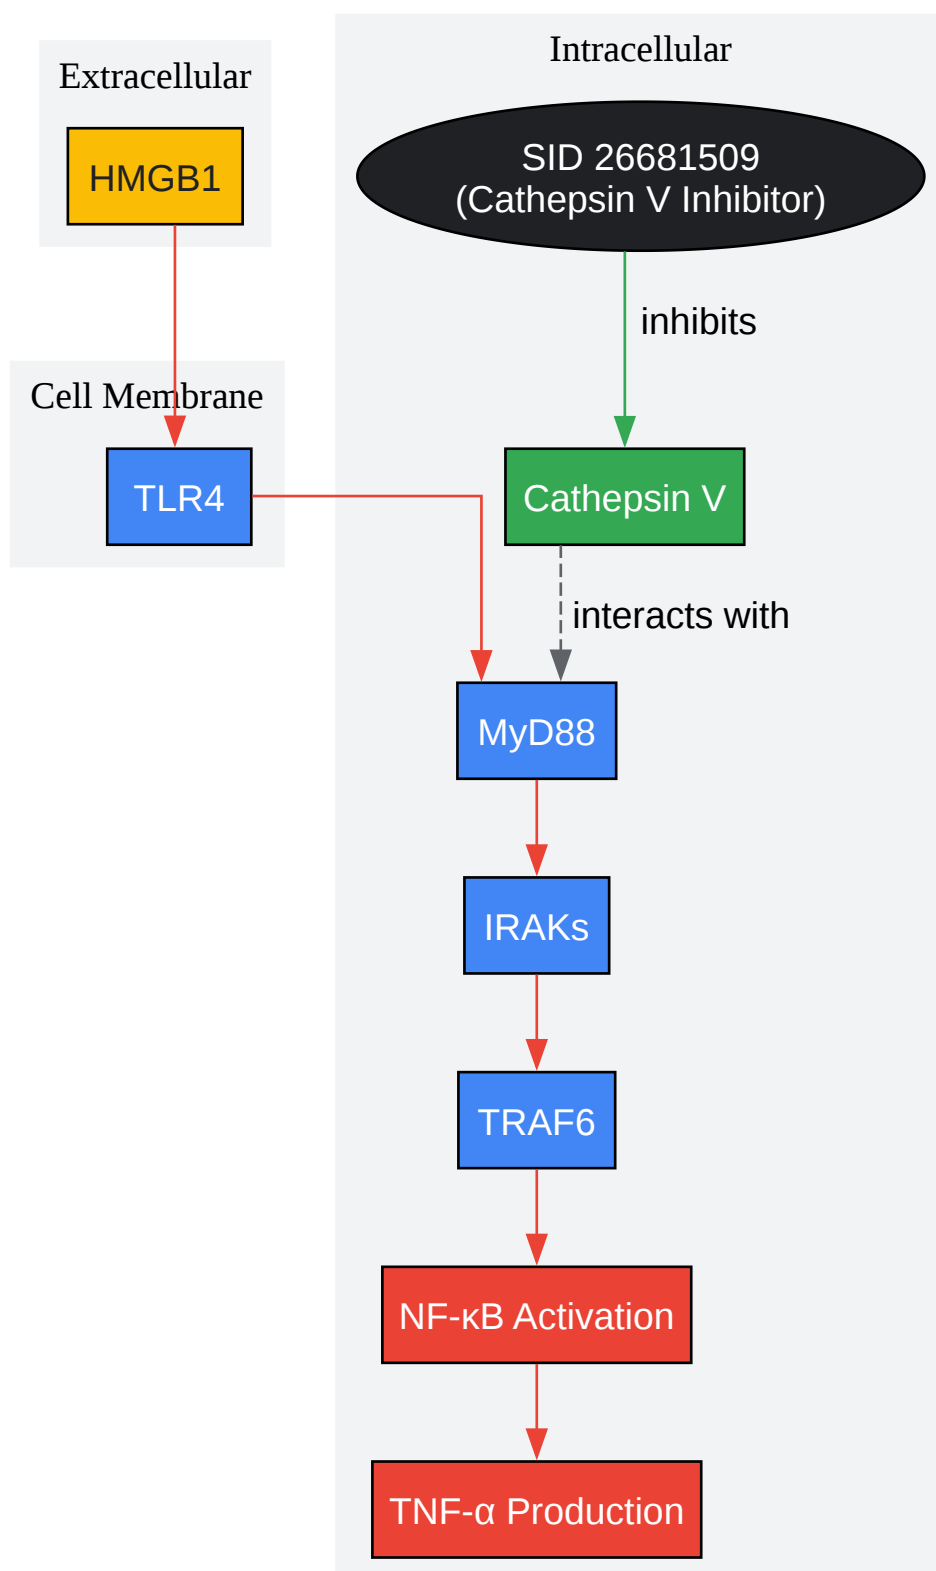 Extracellular
HMGB1
Cell Membrane
TLR4
Intracellular
SID 26681509
(Cathepsin V Inhibitor)
inhibits
Cathepsin V
interacts with
MyD88
IRAKs
TRAF6
NF-κB Activation
TNF-α Production